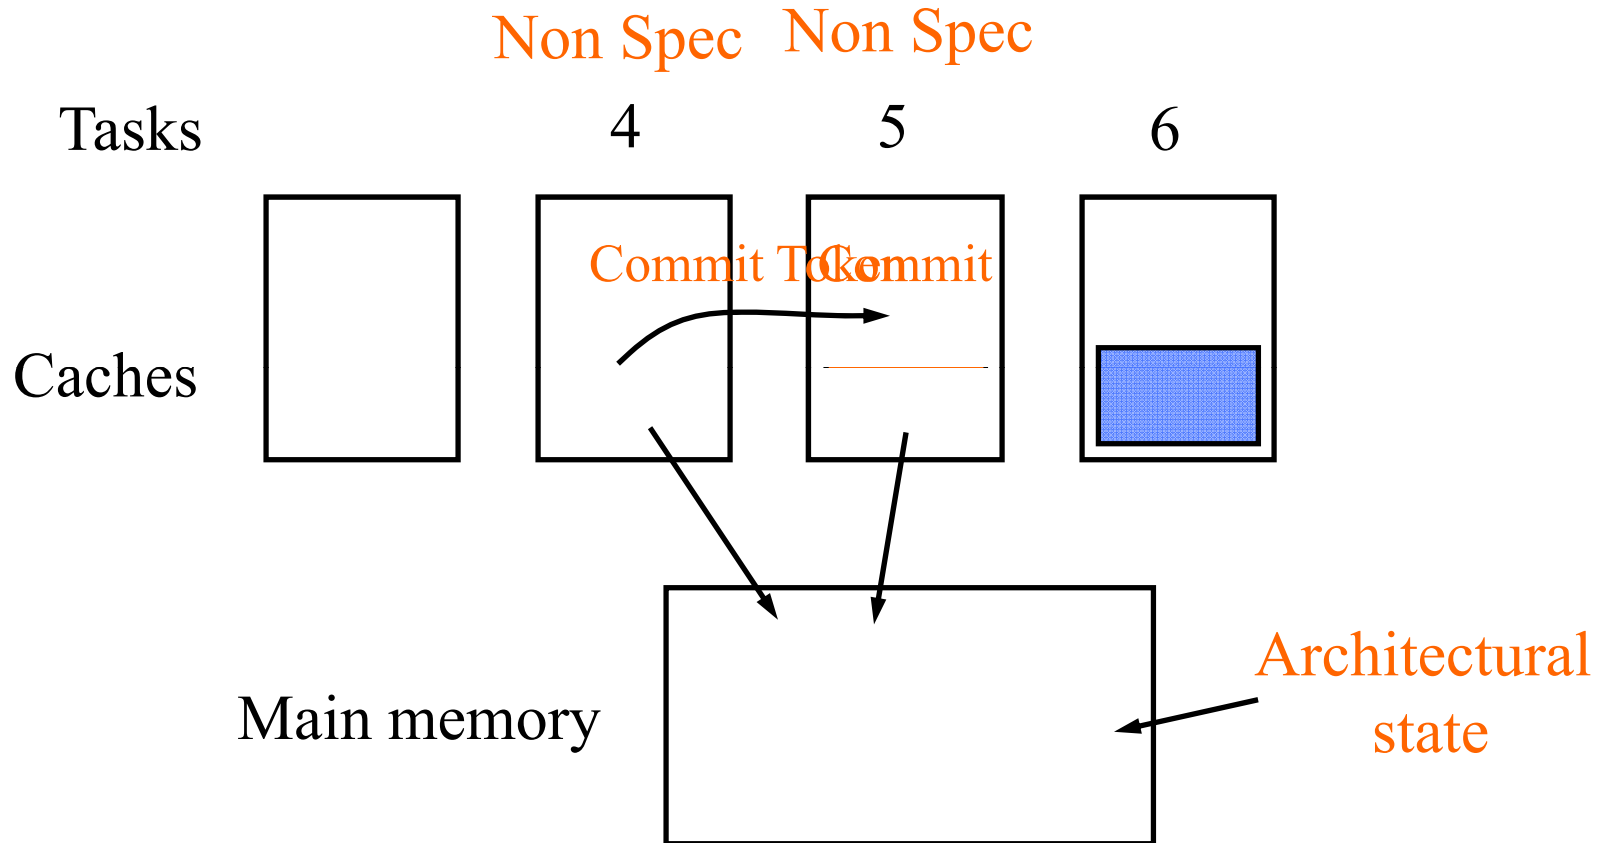 Non Spec Non Spec
Tasks 4 5 6
Commit Token Commit
Caches
Main memory
Architectural
state